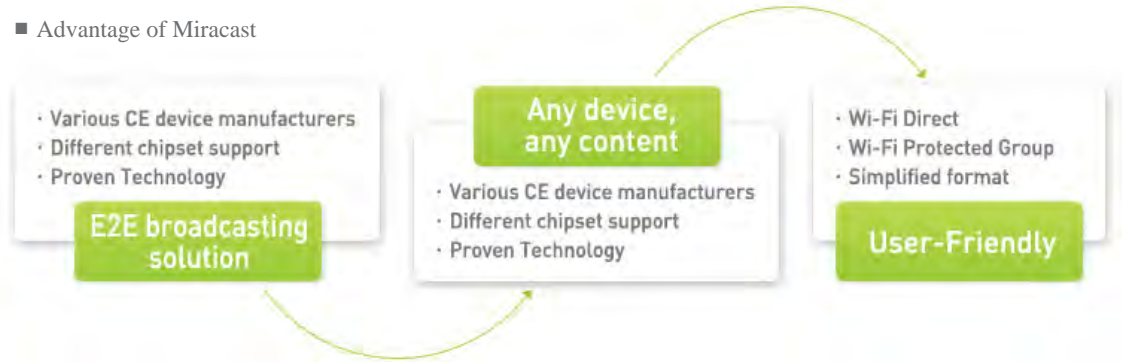 ■ Advantage of Miracast
· Various CE device manufacturers
· Different chipset support
· Proven Technology
E2E broadcasting
solution
Any device,
any content
· Various CE device manufacturers
· Different chipset support
· Proven Technology
· Wi-Fi Direct
· Wi-Fi Protected Group
· Simplified format
User-Friendly